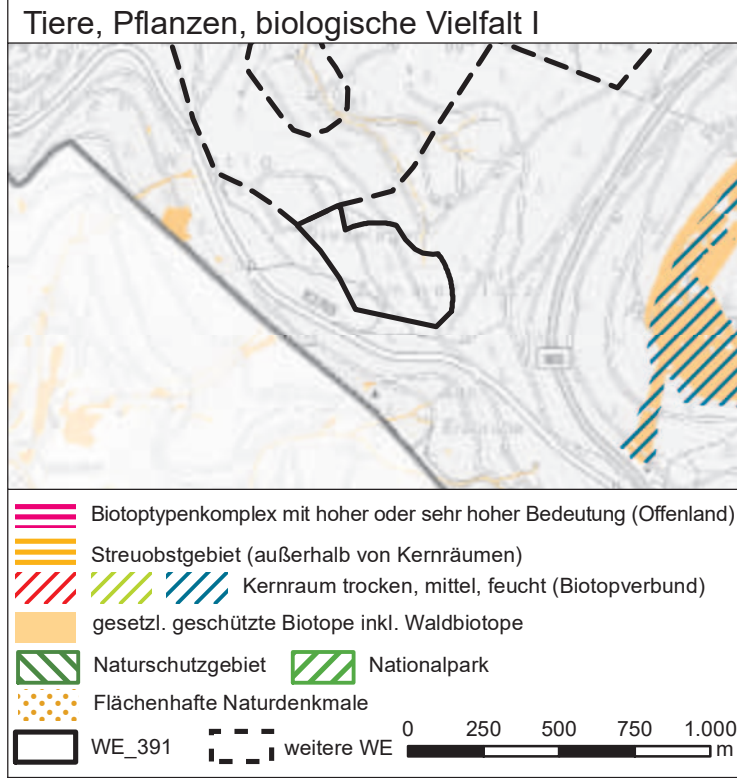 Tiere, Pflanzen, biologische Vielfalt I
Biotoptypenkomplex mit hoher oder sehr hoher Bedeutung (Offenland)
Streuobstgebiet (außerhalb von Kernräumen)
Kernraum trocken, mittel, feucht (Biotopverbund)
gesetzl. geschützte Biotope inkl. Waldbiotope
Naturschutzgebiet Nationalpark
Flächenhafte Naturdenkmale
WE_391 weitere WE 0 250 500 750 1.000
m